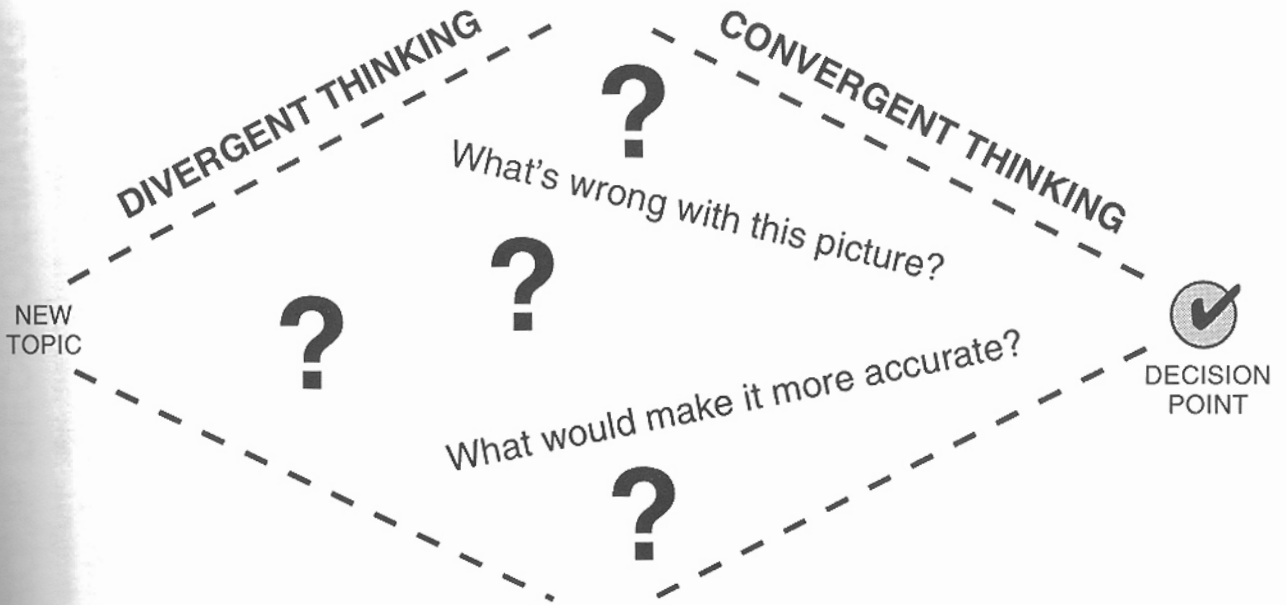 DIVERGENT THINKING
CONVERGENT THINKING
?
What's wrong with this picture?
?
?
NEW
TOPIC
What would make it more accurate?
?
DECISION
POINT